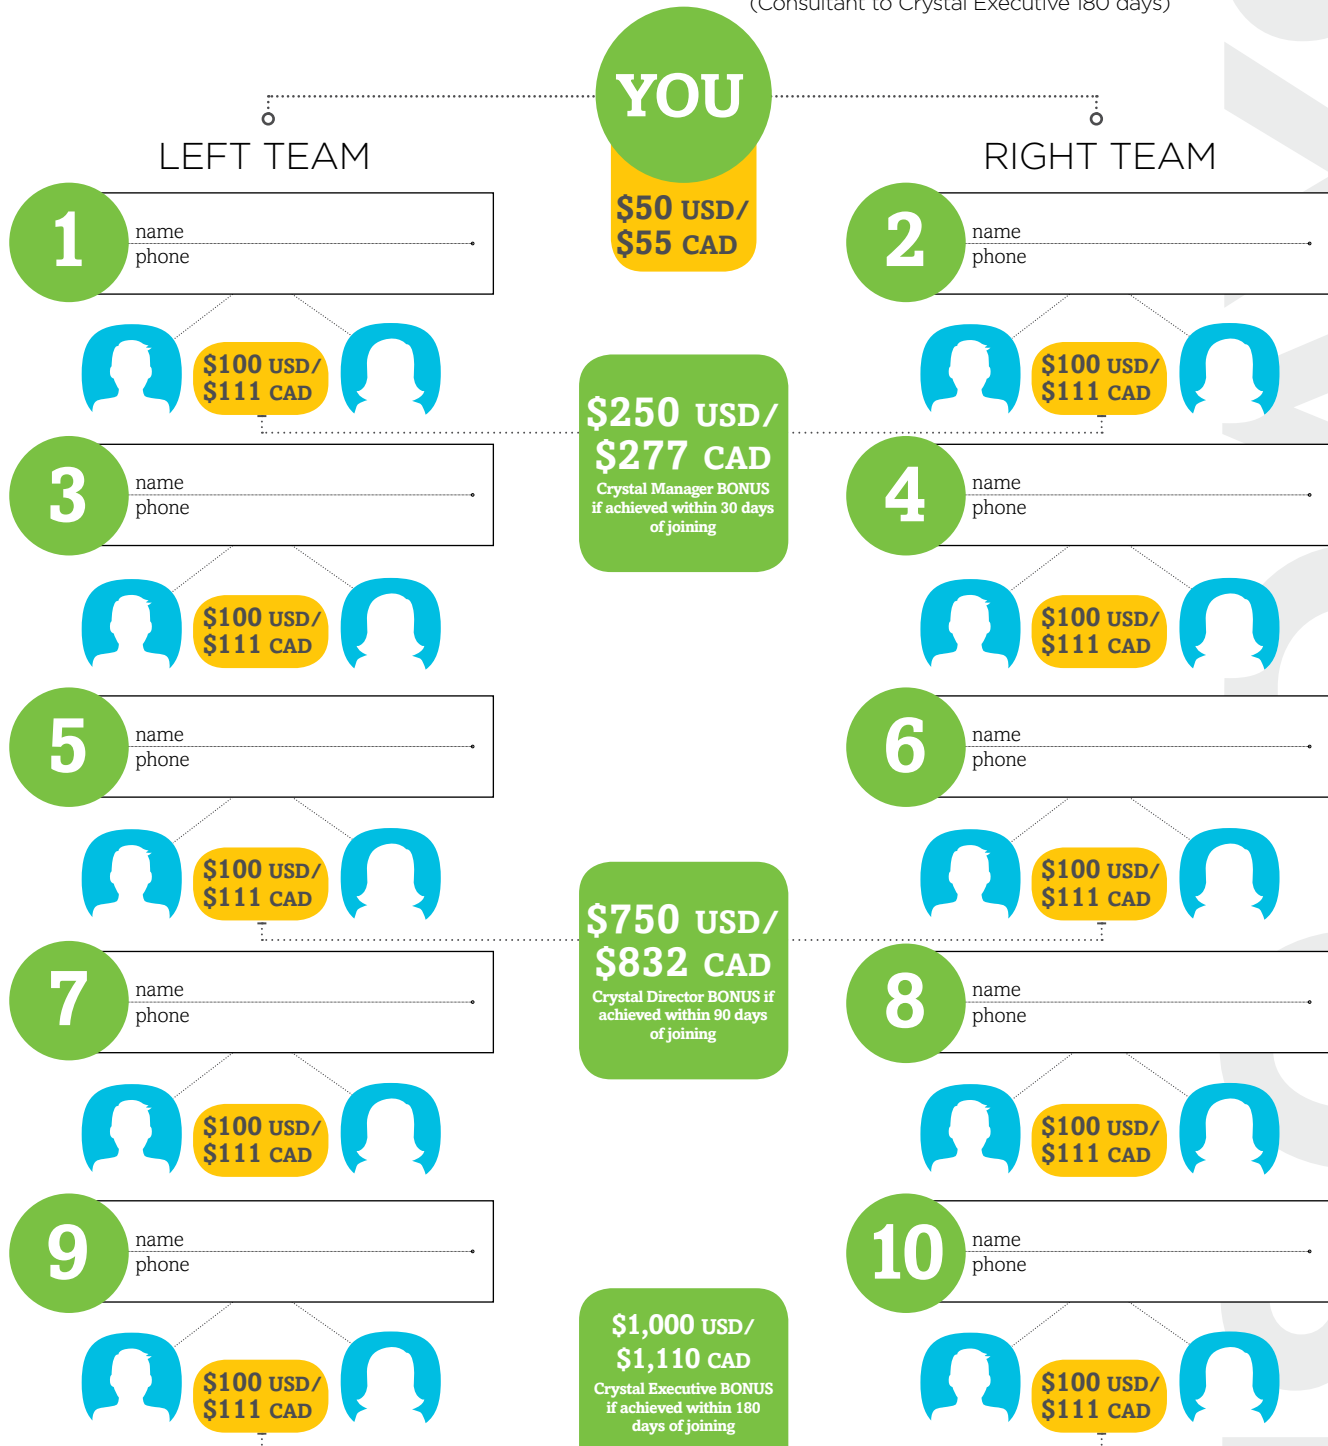 (Consultant to Crystal Executive 180 days)
YOU
$50 USD/
$55 CAD
LEFT TEAM
RIGHT TEAM
1
name
phone
2
name
phone
$100 USD/
$111 CAD
$100 USD/
$111 CAD
$250 USD/
$277 CAD
Crystal Manager BONUS
if achieved within 30 days
of joining
3
name
phone
4
name
phone
$100 USD/
$111 CAD
$100 USD/
$111 CAD
5
name
phone
6
name
phone
$100 USD/
$111 CAD
$100 USD/
$111 CAD
$750 USD/
$832 CAD
Crystal Director BONUS if
achieved within 90 days
of joining
7
name
phone
8
name
phone
$100 USD/
$111 CAD
$100 USD/
$111 CAD
9
name
phone
10
name
phone
$1,000 USD/
$1,110 CAD
Crystal Executive BONUS
if achieved within 180
days of joining
$100 USD/
$111 CAD
$100 USD/
$111 CAD